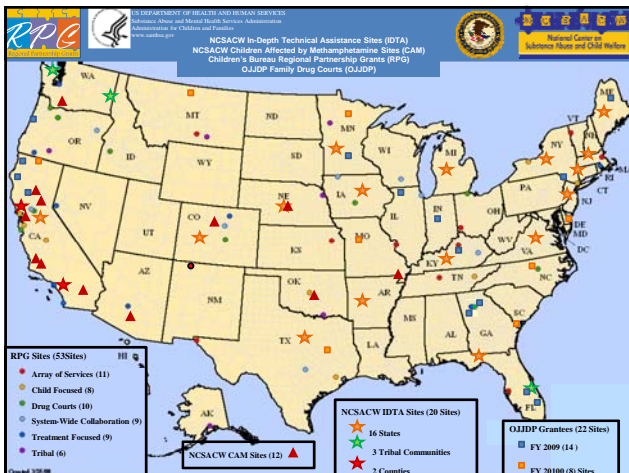 US DEPARTMENT OF HEALTH AND HUMAN SERVICES
Substance Abuse and Mental Health Services Administration
Administration for Children and Families
www.samhsa.gov
RPG
Regional Partnership Grants
NCSACW In-Depth Technical Assistance Sites (IDTA)
NCSACW Children Affected by Methamphetamine Sites (CAM)
Children's Bureau Regional Partnership Grants (RPG)
OJJDP Family Drug Courts (OJJDP)
National Center on
Substance Abuse and Child Welfare
WA
MT
ND
MN
ME
VT
NH
OR
ID
SD
WI
MI
NY
MA
RI
CT
WY
IA
PA
NJ
NE
NV
UT
CO
IL
IN
OH
DE
MD
DC
CA
KS
MO
KY
WV
VA
AZ
NM
OK
AR
TN
NC
SC
MS
AL
GA
TX
LA
FL
HI
AK
RPG Sites (53Sites)
Array of Services (11)
Child Focused (8)
Drug Courts (10)
System-Wide Collaboration (9)
Treatment Focused (9)
Tribal (6)
NCSACW CAM Sites (12)
NCSACW IDTA Sites (20 Sites)
16 States
3 Tribal Communities
2 Counties
OJJDP Grantees (22 Sites)
FY 2009 (14 )
FY 20100 (8) Sites